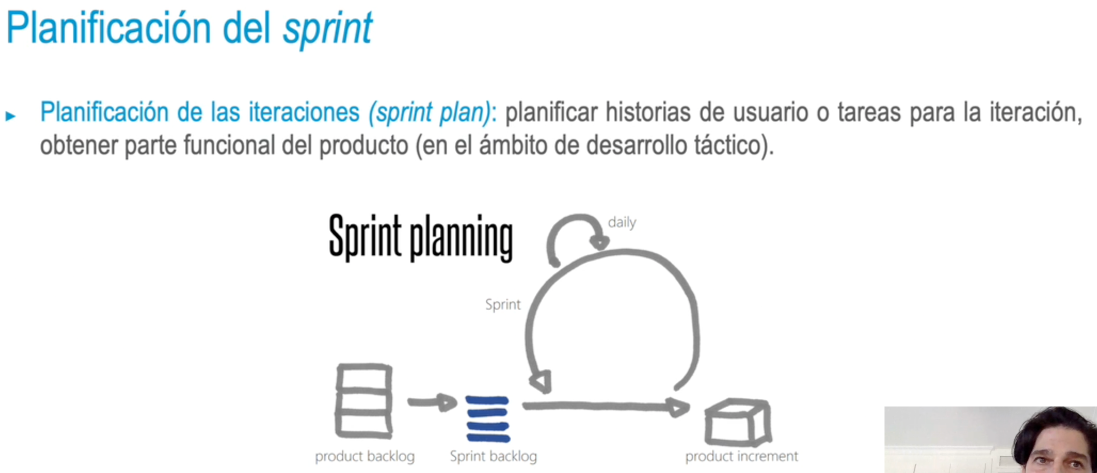 Planificación del sprint
Planificación de las iteraciones (sprint plan): planificar historias de usuario o tareas para la iteración,
obtener parte funcional del producto (en el ámbito de desarrollo táctico).
Sprint planning
daily
Sprint
product backlog
Sprint backlog
product increment